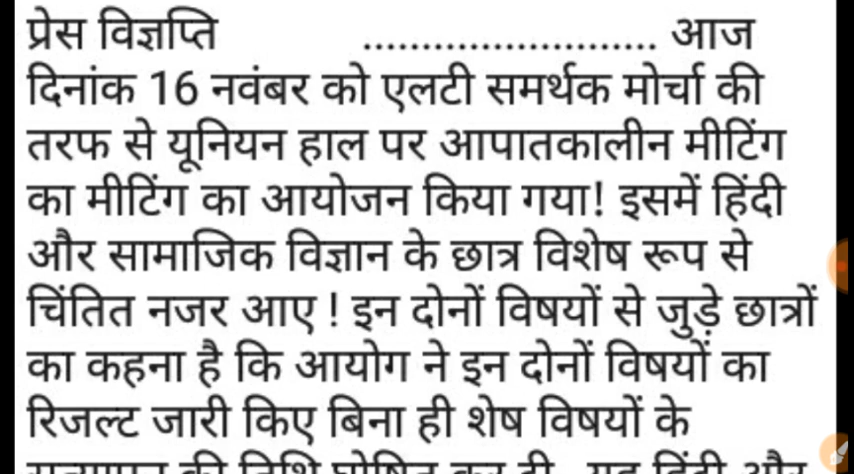 प्रेस विज्ञप्ति ......................... आज
दिनांक 16 नवंबर को एलटी समर्थक मोर्चा की
तरफ से यूनियन हाल पर आपातकालीन मीटिंग
का मीटिंग का आयोजन किया गया! इसमें हिंदी
और सामाजिक विज्ञान के छात्र विशेष रूप से
चिंतित नजर आए ! इन दोनों विषयों से जुड़े छात्रों
का कहना है कि आयोग ने इन दोनों विषयों का
रिजल्ट जारी किए बिना ही शेष विषयों के